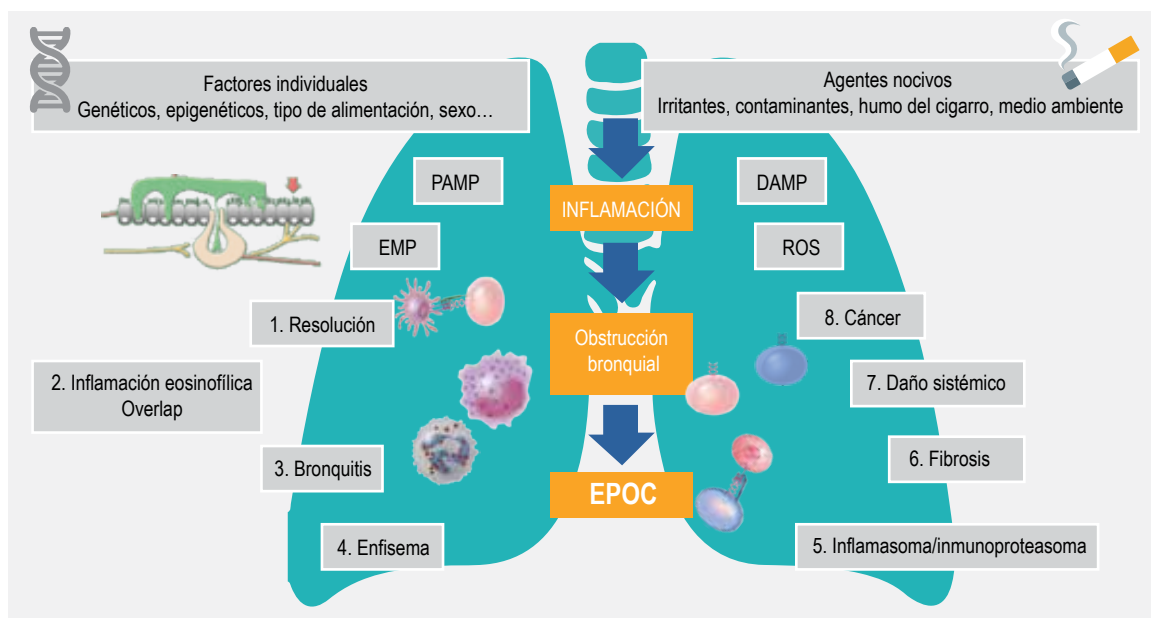 Factores individuales
Genéticos, epigenéticos, tipo de alimentación, sexo…
Agentes nocivos
Irritantes, contaminantes, humo del cigarro, medio ambiente
PAMP
INFLAMACIÓN
DAMP
EMP
ROS
1. Resolución
Obstrucción
bronquial
8. Cáncer
2. Inflamación eosinofílica
Overlap
7. Daño sistémico
3. Bronquitis
EPOC
6. Fibrosis
4. Enfisema
5. Inflamasoma/inmunoproteasoma